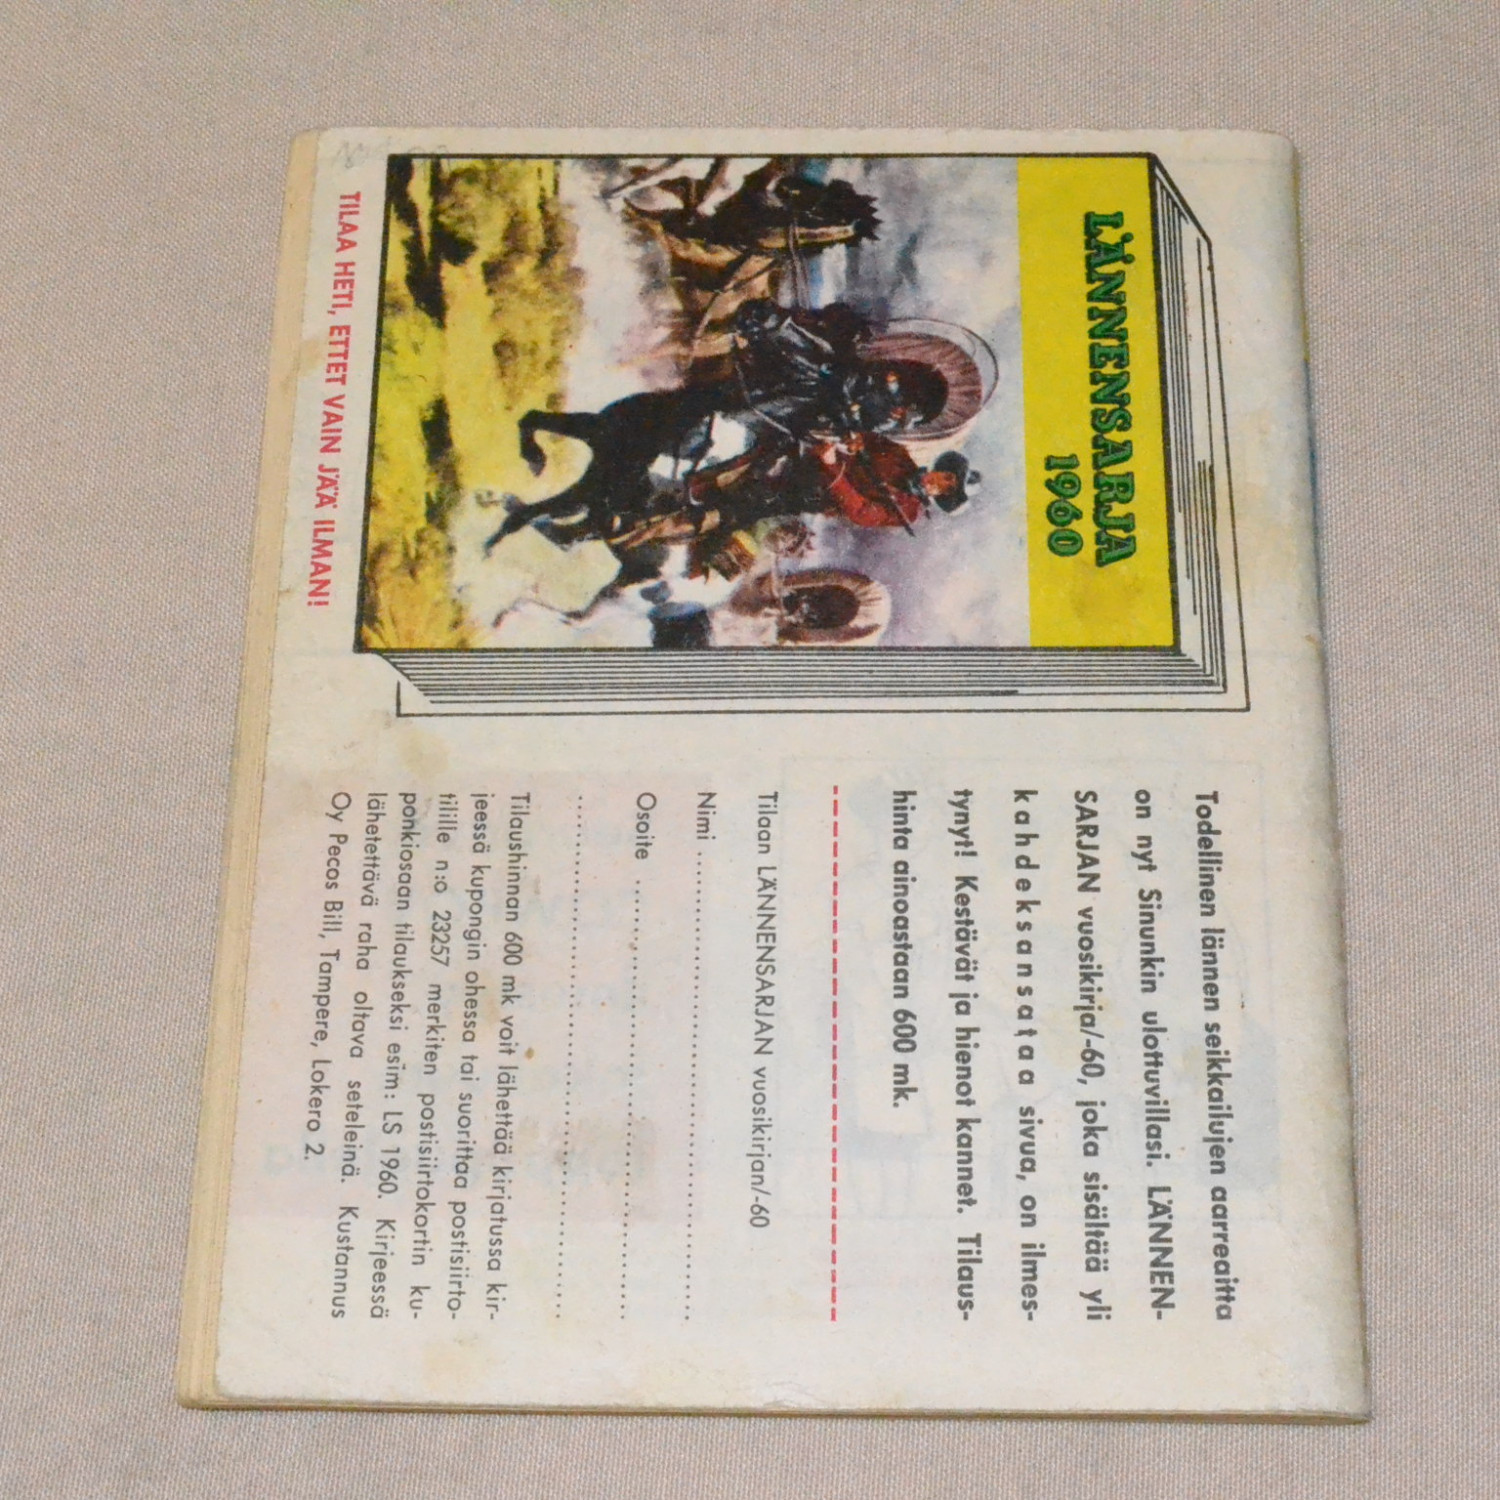 LÄNNENSARJA
1960
TILAA HETI, ETTET VAIN JÄÄ ILMAN!
Todellinen lännen seikkailujen aarreaitta
on nyt Sinunkin ulottuvillasi. LÄNNEN-
SARJAN vuosikirja/-60, joka sisältää yli
kahdeksansataa sivua, on ilmes-
tynyt! Kestävät ja hienot kannet. Tilaus-
hinta ainoastaan 600 mk.
Tilaan LÄNNENSARJAN vuosikirjan/-60
Nimi
Osoite
Tilaushinnan 600 mk voit lähettää kirjatussa kir-
jeessä kupongin ohessa tai suorittaa postisiirto-
tilille n:o 23257 merkiten postisiirtokortin ku-
ponkiosaan tilaukseksi esim: LS 1960. Kirjeessä
lähetettävä raha oltava seteleinä. Kustannus
Oy Pecos Bill, Tampere, Lokero 2.